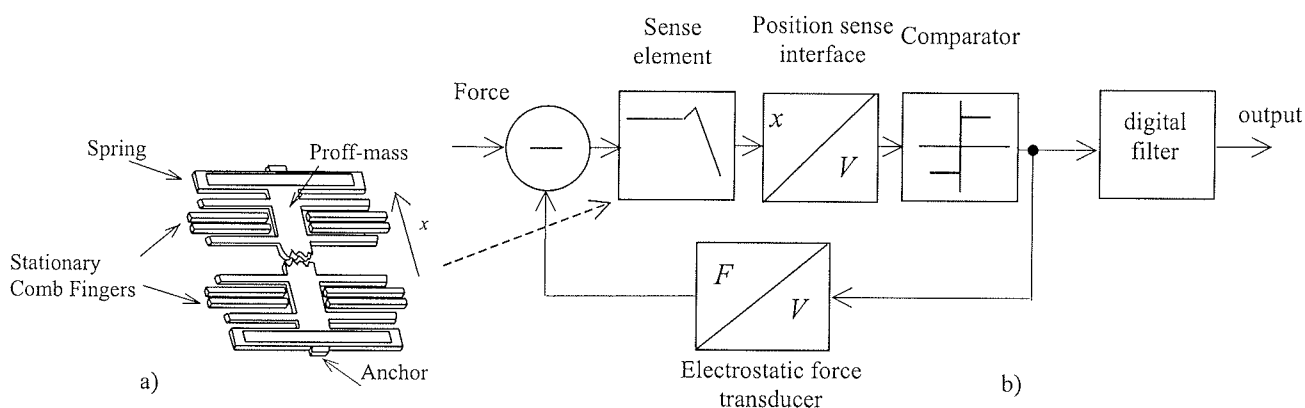 Spring
Proff-mass
x
Stationary
Comb Fingers
Anchor
a)
Force
Sense
element
Position sense
interface
x
V
Comparator
digital
filter
output
F
V
Electrostatic force
transducer
b)